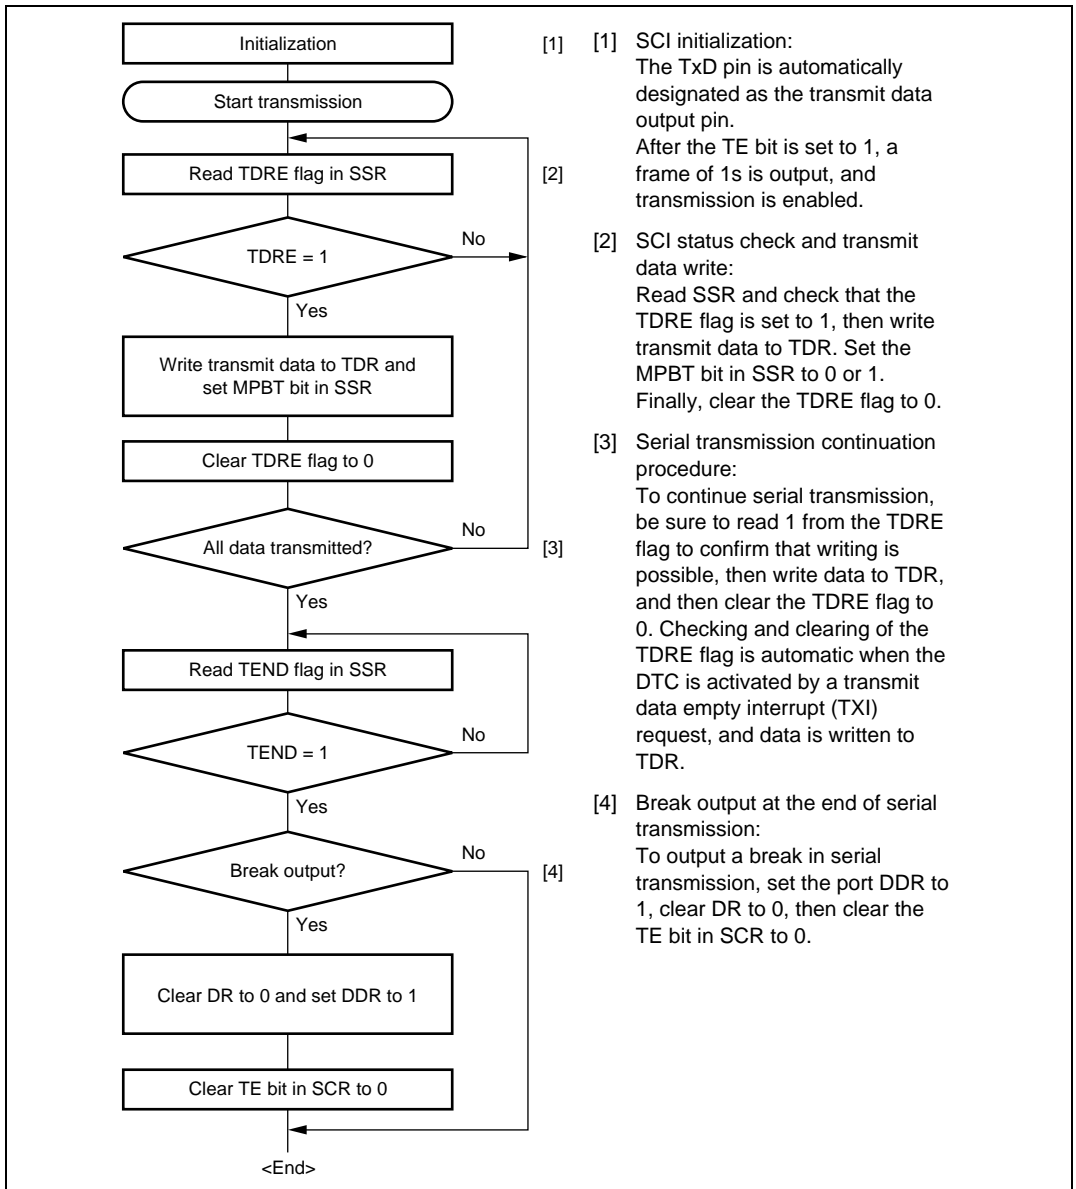 Initialization [1]
Start transmission
Read TDRE flag in SSR [2]
TDRE = 1
No
Yes
Write transmit data to TDR and
set MPBT bit in SSR
Clear TDRE flag to 0
All data transmitted?
No
[3]
Yes
Read TEND flag in SSR
TEND = 1
No
Yes
Break output?
No
[4]
Yes
Clear DR to 0 and set DDR to 1
Clear TE bit in SCR to 0
<End>
[1] SCI initialization:
The TxD pin is automatically
designated as the transmit data
output pin.
After the TE bit is set to 1, a
frame of 1s is output, and
transmission is enabled.
[2] SCI status check and transmit
data write:
Read SSR and check that the
TDRE flag is set to 1, then write
transmit data to TDR. Set the
MPBT bit in SSR to 0 or 1.
Finally, clear the TDRE flag to 0.
[3] Serial transmission continuation
procedure:
To continue serial transmission,
be sure to read 1 from the TDRE
flag to confirm that writing is
possible, then write data to TDR,
and then clear the TDRE flag to
0. Checking and clearing of the
TDRE flag is automatic when the
DTC is activated by a transmit
data empty interrupt (TXI)
request, and data is written to
TDR.
[4] Break output at the end of serial
transmission:
To output a break in serial
transmission, set the port DDR to
1, clear DR to 0, then clear the
TE bit in SCR to 0.